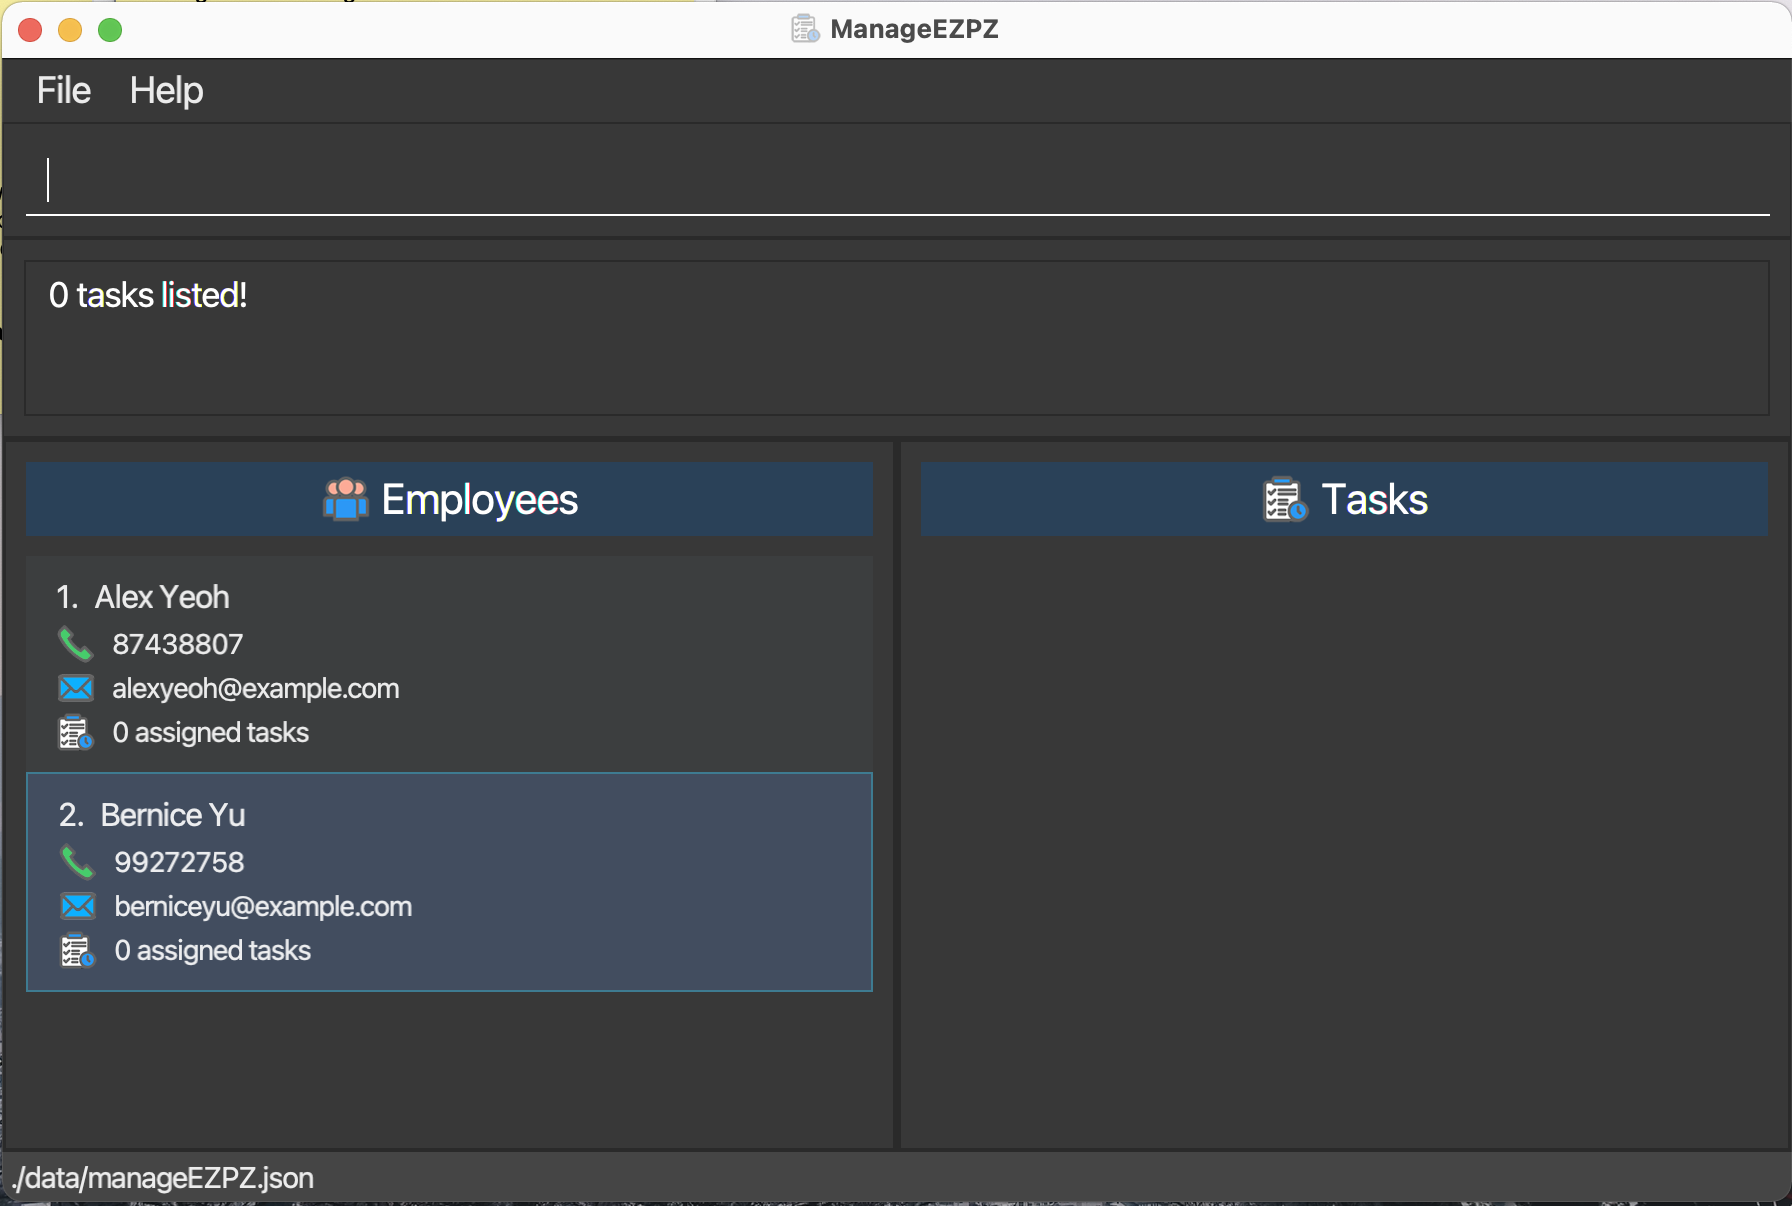 ManageEZPZ
File Help
0 tasks listed!
Employees
1. Alex Yeoh
87438807
alexyeoh@example.com
0 assigned tasks
2. Bernice Yu
99272758
berniceyu@example.com
0 assigned tasks
Tasks
./data/manageEZPZ.json